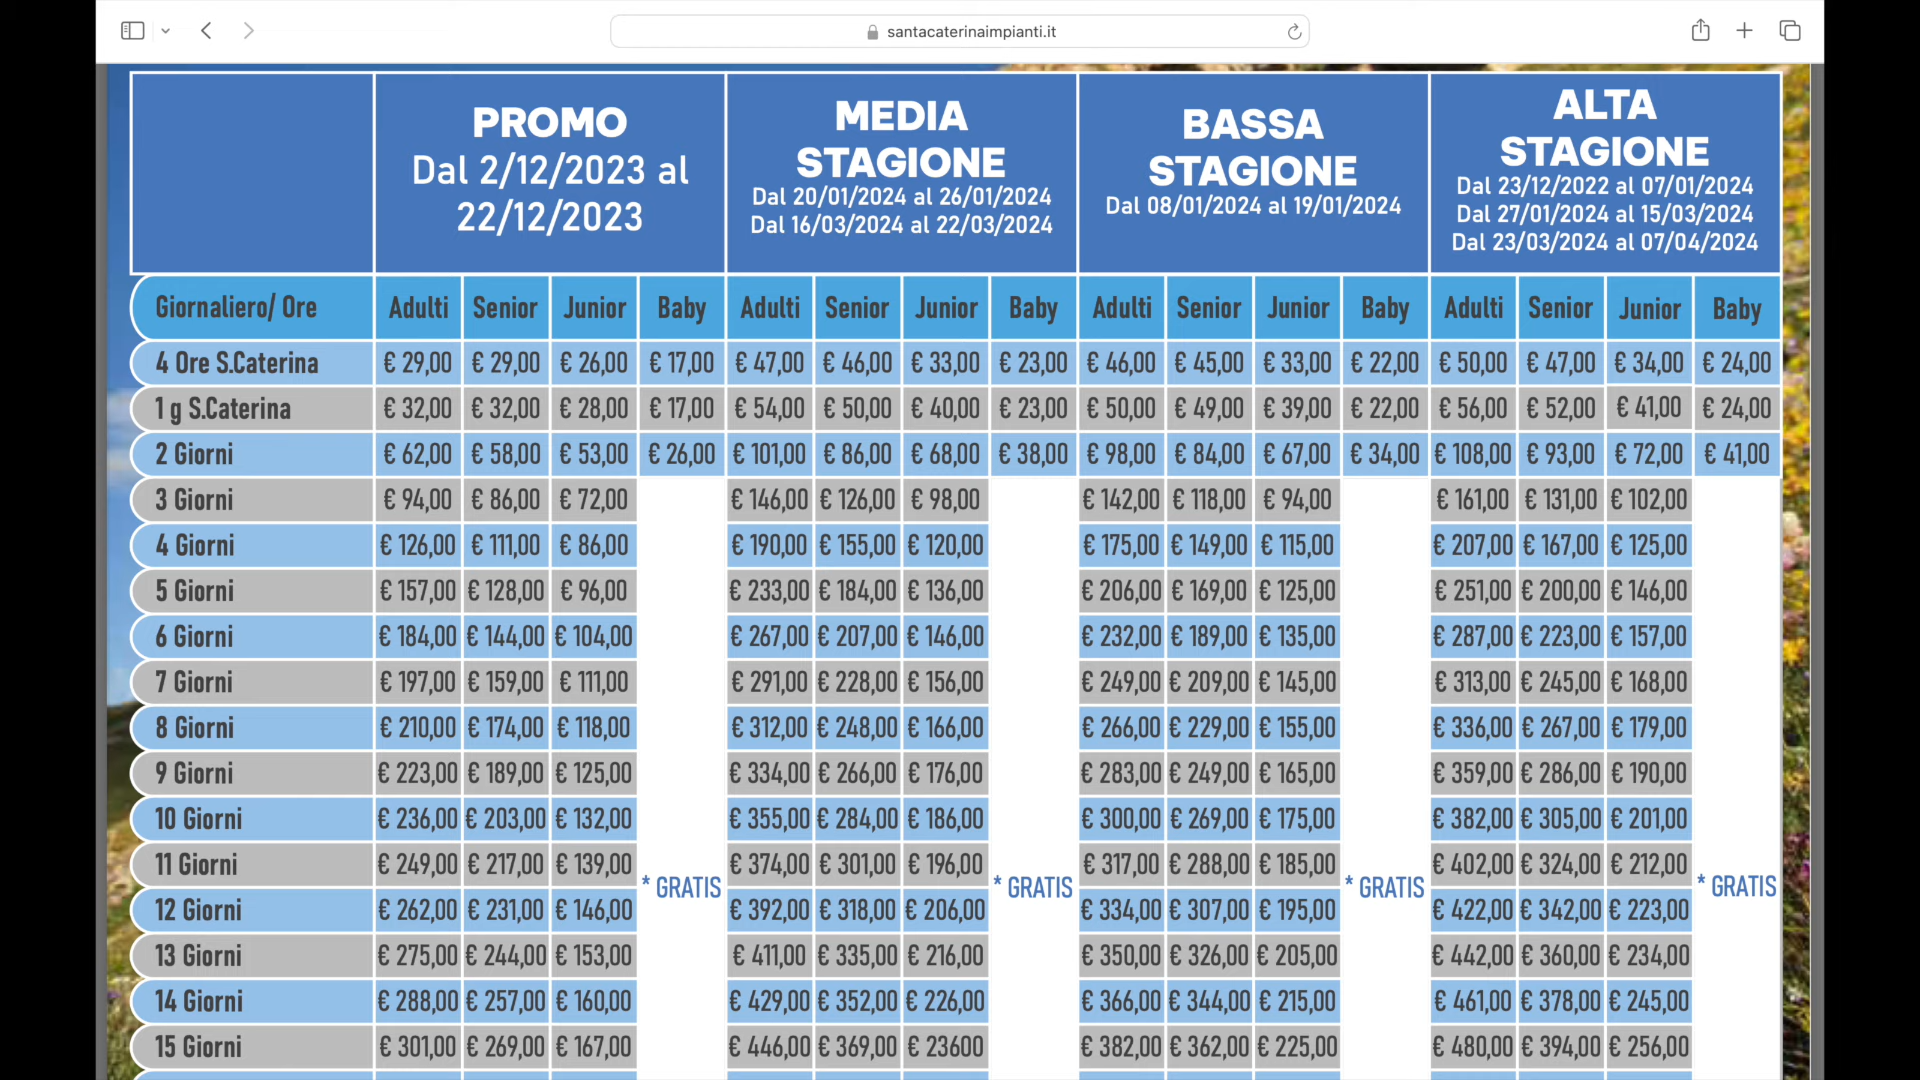 santacaterinaimpianti.it
PROMO
Dal 2/12/2023 al
22/12/2023
MEDIA
STAGIONE
Dal 20/01/2024 al 26/01/2024
Dal 16/03/2024 al 22/03/2024
BASSA
STAGIONE
Dal 08/01/2024 al 19/01/2024
ALTA
STAGIONE
Dal 23/12/2022 al 07/01/2024
Dal 27/01/2024 al 15/03/2024
Dal 23/03/2024 al 07/04/2024
Giornaliero/ Ore Adulti Senior Junior Baby Adulti Senior Junior Baby Adulti Senior Junior Baby Adulti Senior Junior Baby
4 Ore S.Caterina € 29,00 € 29,00 € 26,00 € 17,00 € 47,00 € 46,00 € 33,00 € 23,00 € 46,00 € 45,00 € 33,00 € 22,00 € 50,00 € 47,00 € 34,00 € 24,00
1 g S.Caterina € 32,00 € 32,00 € 28,00 € 17,00 € 54,00 € 50,00 € 40,00 € 23,00 € 50,00 € 49,00 € 39,00 € 22,00 € 56,00 € 52,00 € 41,00 € 24,00
2 Giorni € 62,00 € 58,00 € 53,00 € 26,00 € 101,00 € 86,00 € 68,00 € 38,00 € 98,00 € 84,00 € 67,00 € 34,00 € 108,00 € 93,00 € 72,00 € 41,00
3 Giorni € 94,00 € 86,00 € 72,00 € 146,00 € 126,00 € 98,00 € 142,00 € 118,00 € 94,00 € 161,00 € 131,00 € 102,00
4 Giorni € 126,00 € 111,00 € 86,00 € 190,00 € 155,00 € 120,00 € 175,00 € 149,00 € 115,00 € 207,00 € 167,00 € 125,00
5 Giorni € 157,00 € 128,00 € 96,00 € 233,00 € 184,00 € 136,00 € 206,00 € 169,00 € 125,00 € 251,00 € 200,00 € 146,00
6 Giorni € 184,00 € 144,00 € 104,00 € 267,00 € 207,00 € 146,00 € 232,00 € 189,00 € 135,00 € 287,00 € 223,00 € 157,00
7 Giorni € 197,00 € 159,00 € 111,00 € 291,00 € 228,00 € 156,00 € 249,00 € 209,00 € 145,00 € 313,00 € 245,00 € 168,00
8 Giorni € 210,00 € 174,00 € 118,00 € 312,00 € 248,00 € 166,00 € 266,00 € 229,00 € 155,00 € 336,00 € 267,00 € 179,00
9 Giorni € 223,00 € 189,00 € 125,00 € 334,00 € 266,00 € 176,00 € 283,00 € 249,00 € 165,00 € 359,00 € 286,00 € 190,00
10 Giorni € 236,00 € 203,00 € 132,00 € 355,00 € 284,00 € 186,00 € 300,00 € 269,00 € 175,00 € 382,00 € 305,00 € 201,00
11 Giorni € 249,00 € 217,00 € 139,00 € 374,00 € 301,00 € 196,00 € 317,00 € 288,00 € 185,00 € 402,00 € 324,00 € 212,00
* GRATIS * GRATIS * GRATIS * GRATIS
12 Giorni € 262,00 € 231,00 € 146,00 € 392,00 € 318,00 € 206,00 € 334,00 € 307,00 € 195,00 € 422,00 € 342,00 € 223,00
13 Giorni € 275,00 € 244,00 € 153,00 € 411,00 € 335,00 € 216,00 € 350,00 € 326,00 € 205,00 € 442,00 € 360,00 € 234,00
14 Giorni € 288,00 € 257,00 € 160,00 € 429,00 € 352,00 € 226,00 € 366,00 € 344,00 € 215,00 € 461,00 € 378,00 € 245,00
15 Giorni € 301,00 € 269,00 € 167,00 € 446,00 € 369,00 € 23600 € 382,00 € 362,00 € 225,00 € 480,00 € 394,00 € 256,00